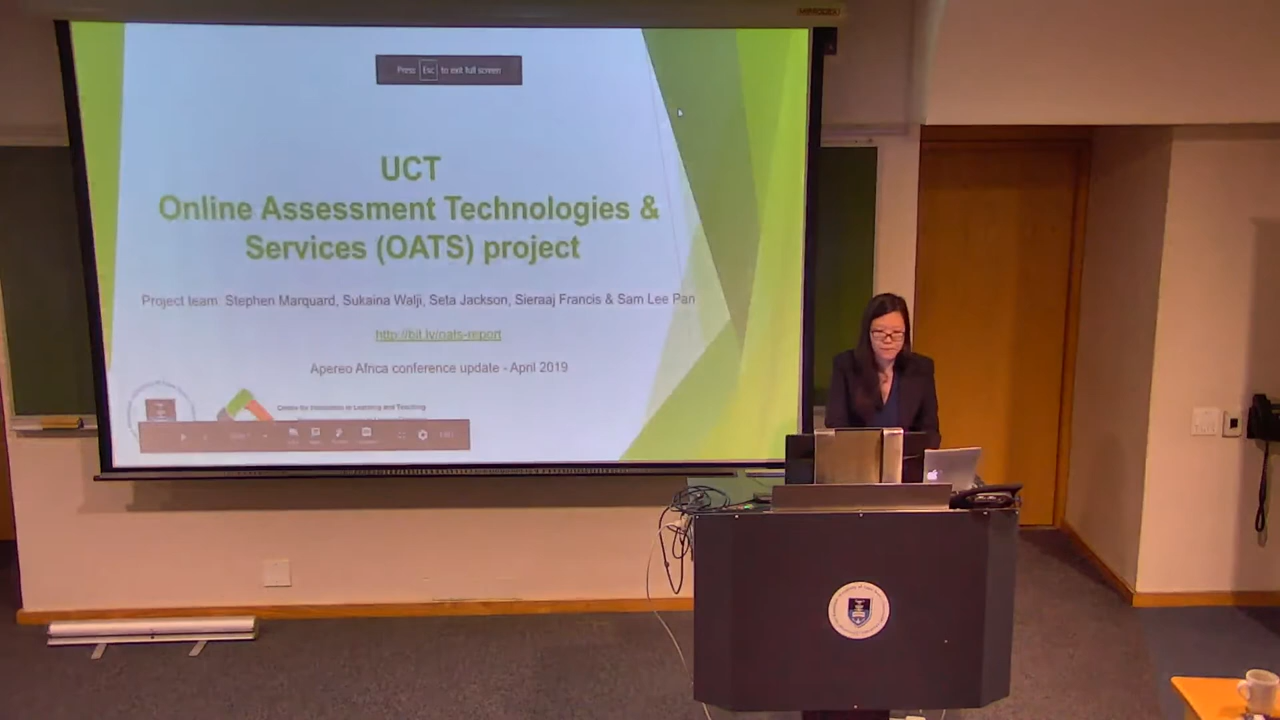 Press Esc to exit full screen
UCT
Online Assessment Technologies &
Services (OATS) project
Project team: Stephen Marquard, Sukaina Walji, Seta Jackson, Sieraaj Francis & Sam Lee Pan
http://bit.ly/oats-report
Apereo Africa conference update - April 2019
Centre for Innovation in Learning and Teaching